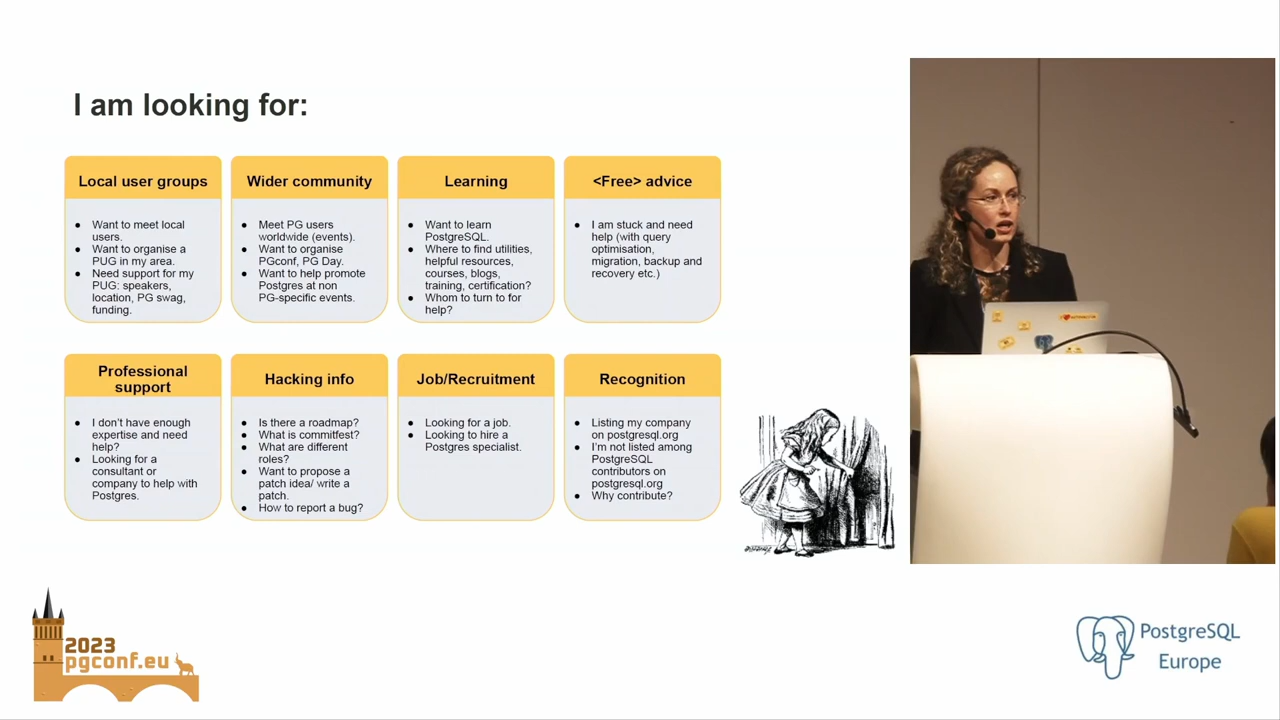 I am looking for:
Local user groups
● Want to meet local
users.
● Want to organise a
PUG in my area.
● Need support for my
PUG: speakers,
location, PG swag,
funding.
Wider community
● Meet PG users
worldwide (events).
● Want to organise
PGconf, PG Day.
● Want to help promote
Postgres at non
PG-specific events.
Learning
● Want to learn
PostgreSQL.
● Where to find utilities,
helpful resources,
courses, blogs,
training, certification?
● Whom to turn to for
help?
<Free> advice
● I am stuck and need
help (with query
optimisation,
migration, backup and
recovery etc.)
Professional
support
● I don't have enough
expertise and need
help?
● Looking for a
consultant or
company to help with
Postgres.
Hacking info
● Is there a roadmap?
● What is commitfest?
● What are different
roles?
● Want to propose a
patch idea/ write a
patch.
● How to report a bug?
Job/Recruitment
● Looking for a job.
● Looking to hire a
Postgres specialist.
Recognition
● Listing my company
on postgresql.org
● I'm not listed among
PostgreSQL
contributors on
postgresql.org
● Why contribute?
2023
pgconf.eu
PostgreSQL
Europe